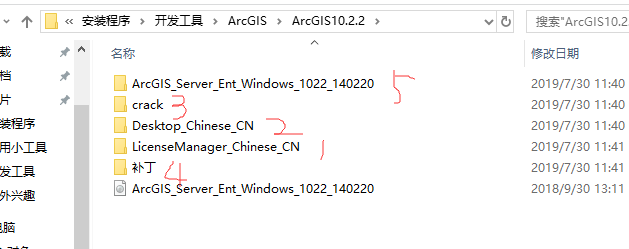 « 安装程序 › 开发工具 › ArcGIS › ArcGIS10.2.2 › 搜索"ArcGIS10.2
名称 修改日期
载
档
片
装程序
用小工具
发工具
外兴趣
电脑
ArcGIS_Server_Ent_Windows_1022_140220 5 2019/7/30 11:40
crack 3 2019/7/30 11:40
Desktop_Chinese_CN 2 2019/7/30 11:40
LicenseManager_Chinese_CN 1 2019/7/30 11:41
补丁 4 2019/7/30 11:41
ArcGIS_Server_Ent_Windows_1022_140220 2018/9/30 13:11